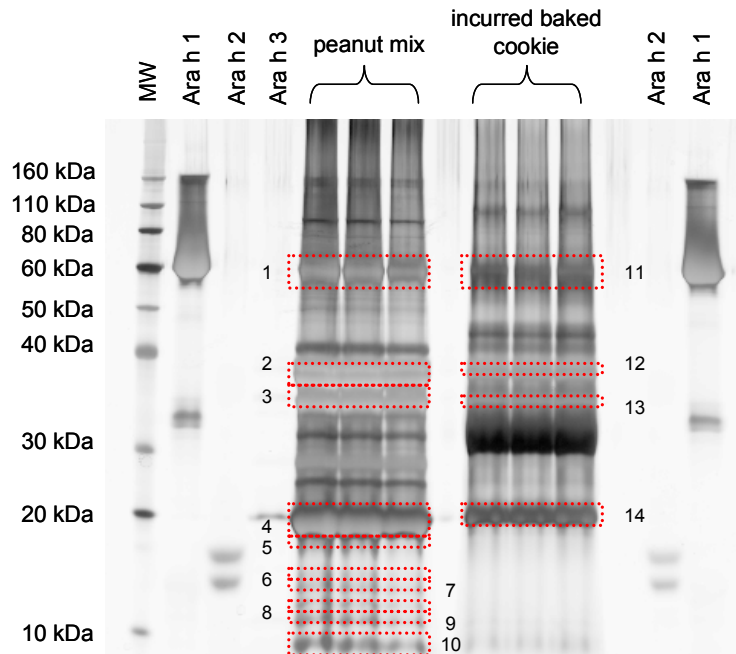 MW
Ara h 1
Ara h 2
Ara h 3
peanut mix
incurred baked
cookie
Ara h 2
Ara h 1
160 kDa
110 kDa
80 kDa
60 kDa
50 kDa
40 kDa
30 kDa
20 kDa
10 kDa
1
2
3
4
5
6
7
8
9
10
11
12
13
14